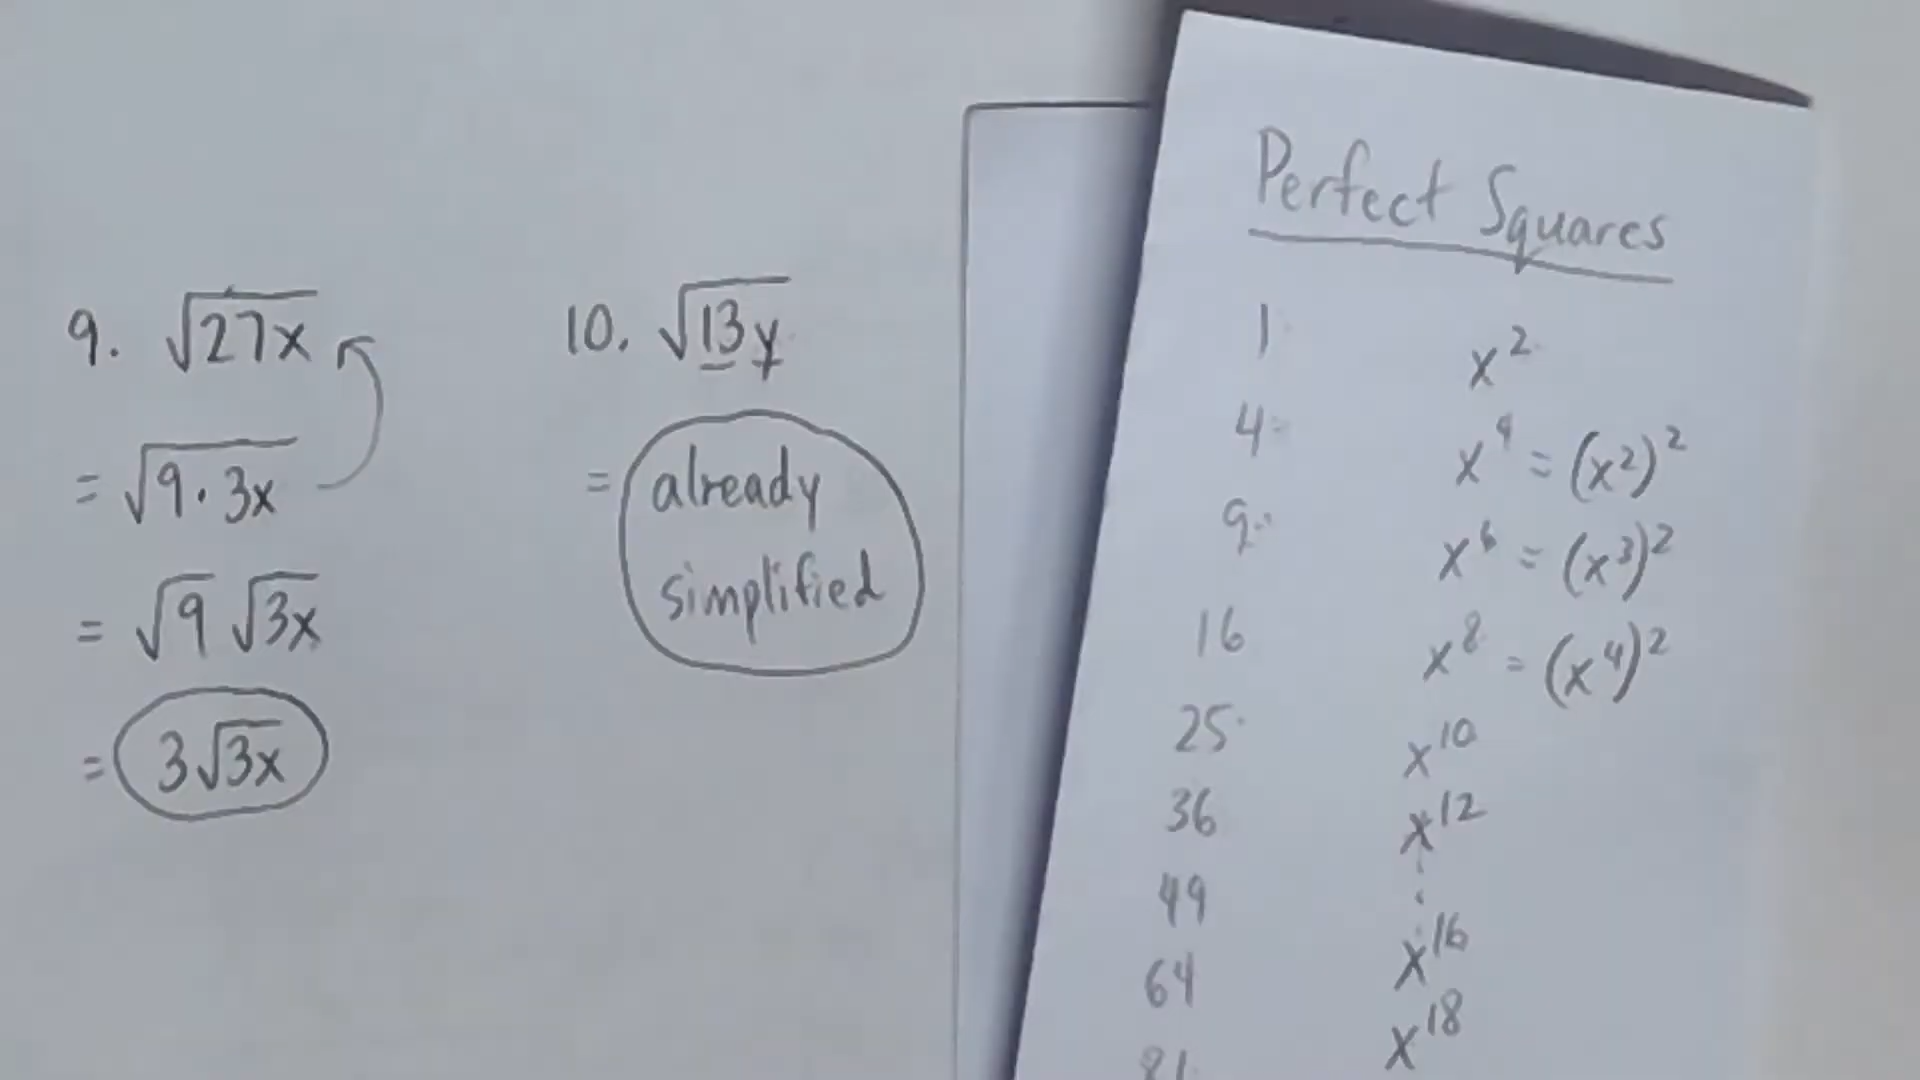 9. √27x
= √9·3x
= √9 √3x
= 3√3x
10. √13y
= already
simplified
Perfect Squares
1
4
9
16
25
36
49
64
81
x²
x⁴ = (x²)²
x⁶ = (x³)²
x⁸ = (x⁴)²
x¹⁰
x¹²
⋮
x¹⁶
x¹⁸